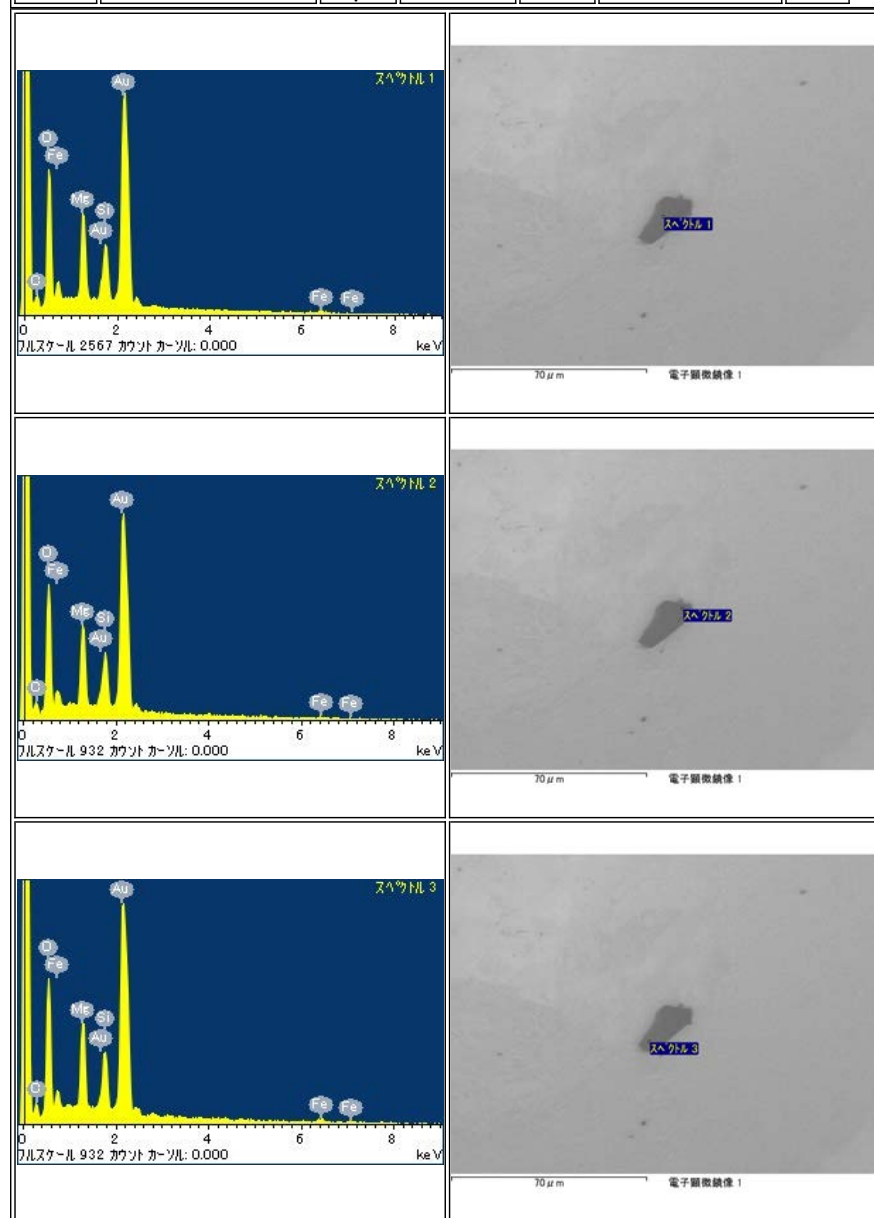 スペクトル 1
Au
O
Fe
Mg
Si
Au
C
Fe
Fe
0 2 4 6 8
フルスケール 2567 カウント カーソル: 0.000 keV
スペクトル 1
70μm 電子顕微鏡像 1
スペクトル 2
Au
O
Fe
Mg
Si
Au
C
Fe
Fe
0 2 4 6 8
フルスケール 932 カウント カーソル: 0.000 keV
スペクトル 2
70μm 電子顕微鏡像 1
スペクトル 3
Au
O
Fe
Mg
Si
Au
C
Fe
Fe
0 2 4 6 8
フルスケール 932 カウント カーソル: 0.000 keV
スペクトル 3
70μm 電子顕微鏡像 1